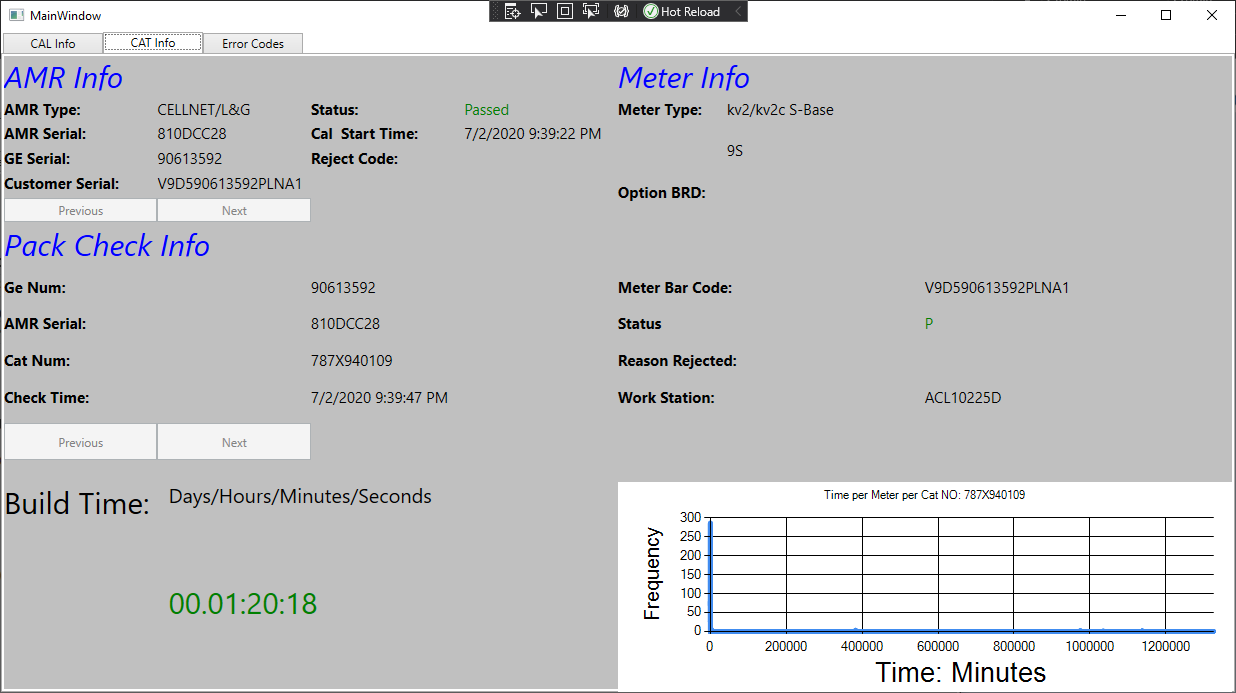 MainWindow
Hot Reload
CAL Info
CAT Info
Error Codes
AMR Info
AMR Type: CELLNET/L&G Status: Passed
AMR Serial: 810DCC28 Cal  Start Time: 7/2/2020 9:39:22 PM
GE Serial: 90613592 Reject Code:
Customer Serial: V9D590613592PLNA1
Previous Next
Meter Info
Meter Type: kv2/kv2c S-Base
9S
Option BRD:
Pack Check Info
Ge Num: 90613592 Meter Bar Code: V9D590613592PLNA1
AMR Serial: 810DCC28 Status P
Cat Num: 787X940109 Reason Rejected:
Check Time: 7/2/2020 9:39:47 PM Work Station: ACL10225D
Previous Next
Build Time: Days/Hours/Minutes/Seconds
00.01:20:18
Time per Meter per Cat NO: 787X940109
Frequency
300
250
200
150
100
50
0
0 200000 400000 600000 800000 1000000 1200000
Time: Minutes